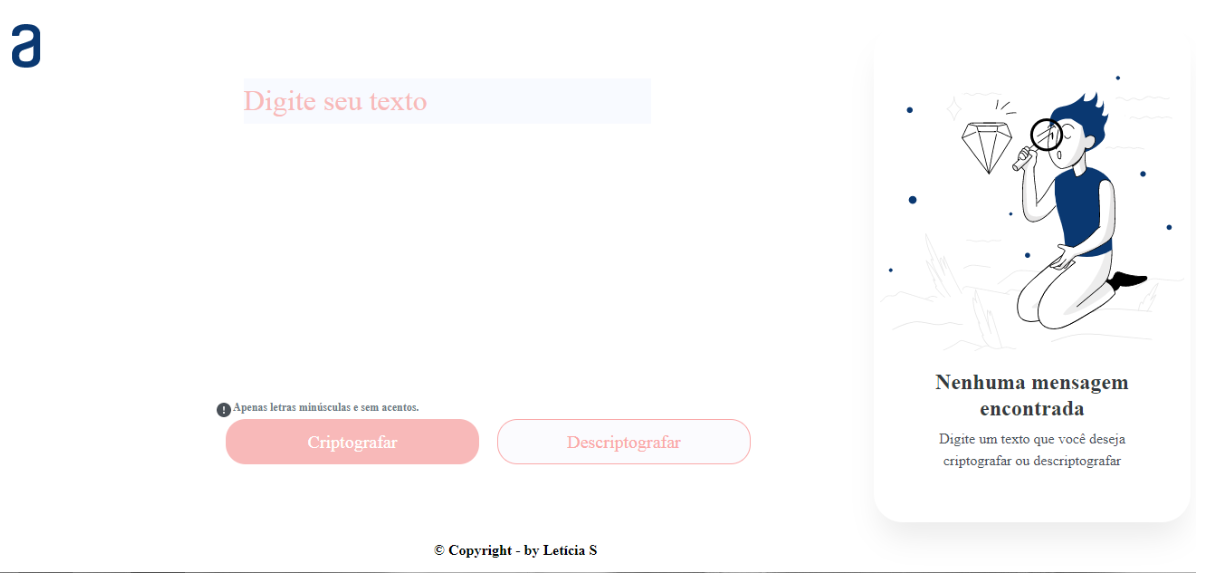 a
Digite seu texto
Apenas letras minúsculas e sem acentos.
Criptografar
Descriptografar
Nenhuma mensagem
encontrada
Digite um texto que você deseja
criptografar ou descriptografar
© Copyright - by Letícia S